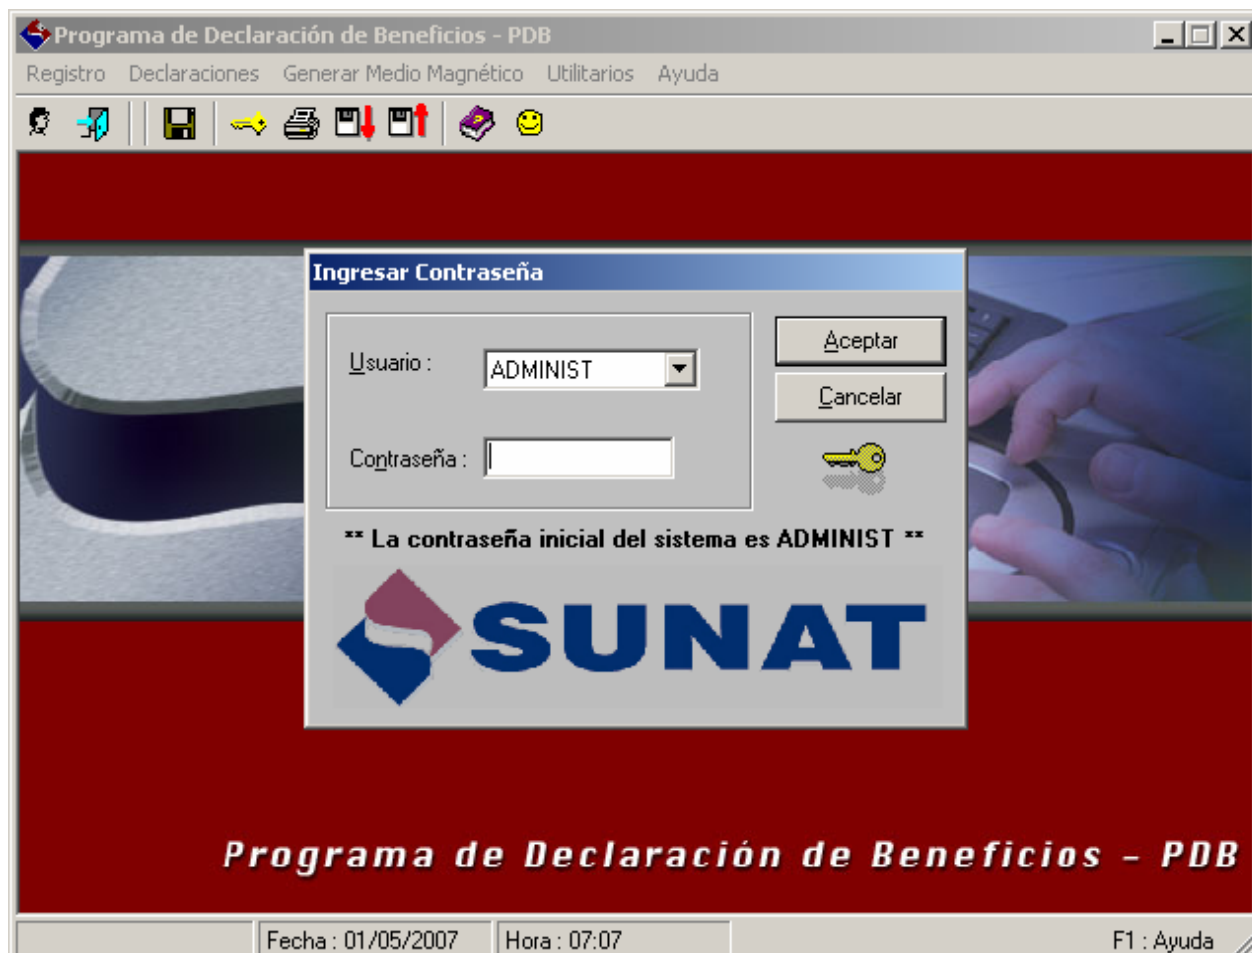 Programa de Declaración de Beneficios - PDB
Registro Declaraciones Generar Medio Magnético Utilitarios Ayuda
Ingresar Contraseña
Usuario : ADMINIST
Aceptar
Cancelar
Contraseña :
** La contraseña inicial del sistema es ADMINIST **
SUNAT
Programa de Declaración de Beneficios - PDB
Fecha : 01/05/2007 Hora : 07:07 F1 : Ayuda